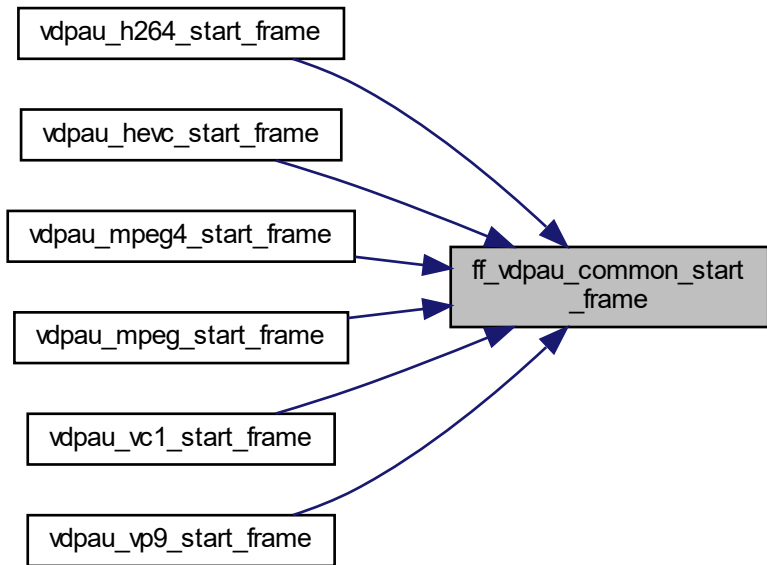 vdpau_h264_start_frame
vdpau_hevc_start_frame
vdpau_mpeg4_start_frame
ff_vdpau_common_start
_frame
vdpau_mpeg_start_frame
vdpau_vc1_start_frame
vdpau_vp9_start_frame